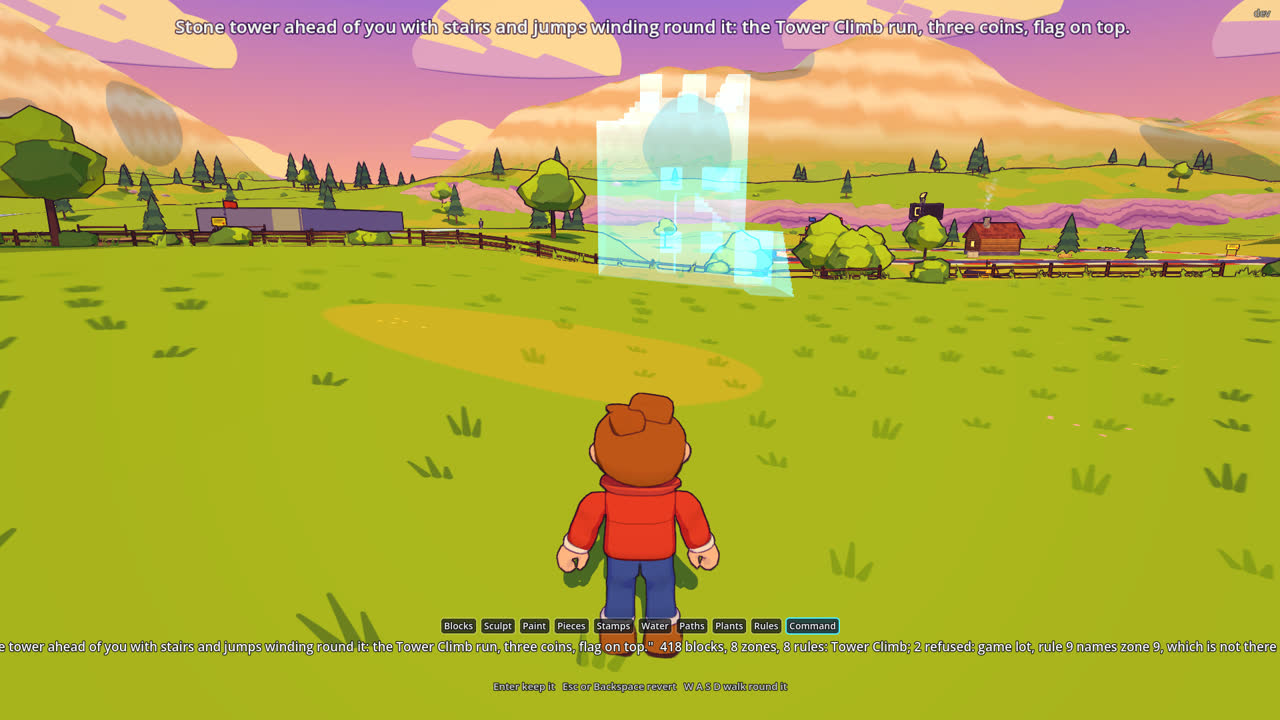 dev
Stone tower ahead of you with stairs and jumps winding round it: the Tower Climb run, three coins, flag on top.
Blocks Sculpt Paint Pieces Stamps Water Paths Plants Rules Command
e tower ahead of you with stairs and jumps winding round it: the Tower Climb run, three coins, flag on top." 418 blocks, 8 zones, 8 rules: Tower Climb; 2 refused: game lot, rule 9 names zone 9, which is not there
Enter keep it Esc or Backspace revert W A S D walk round it